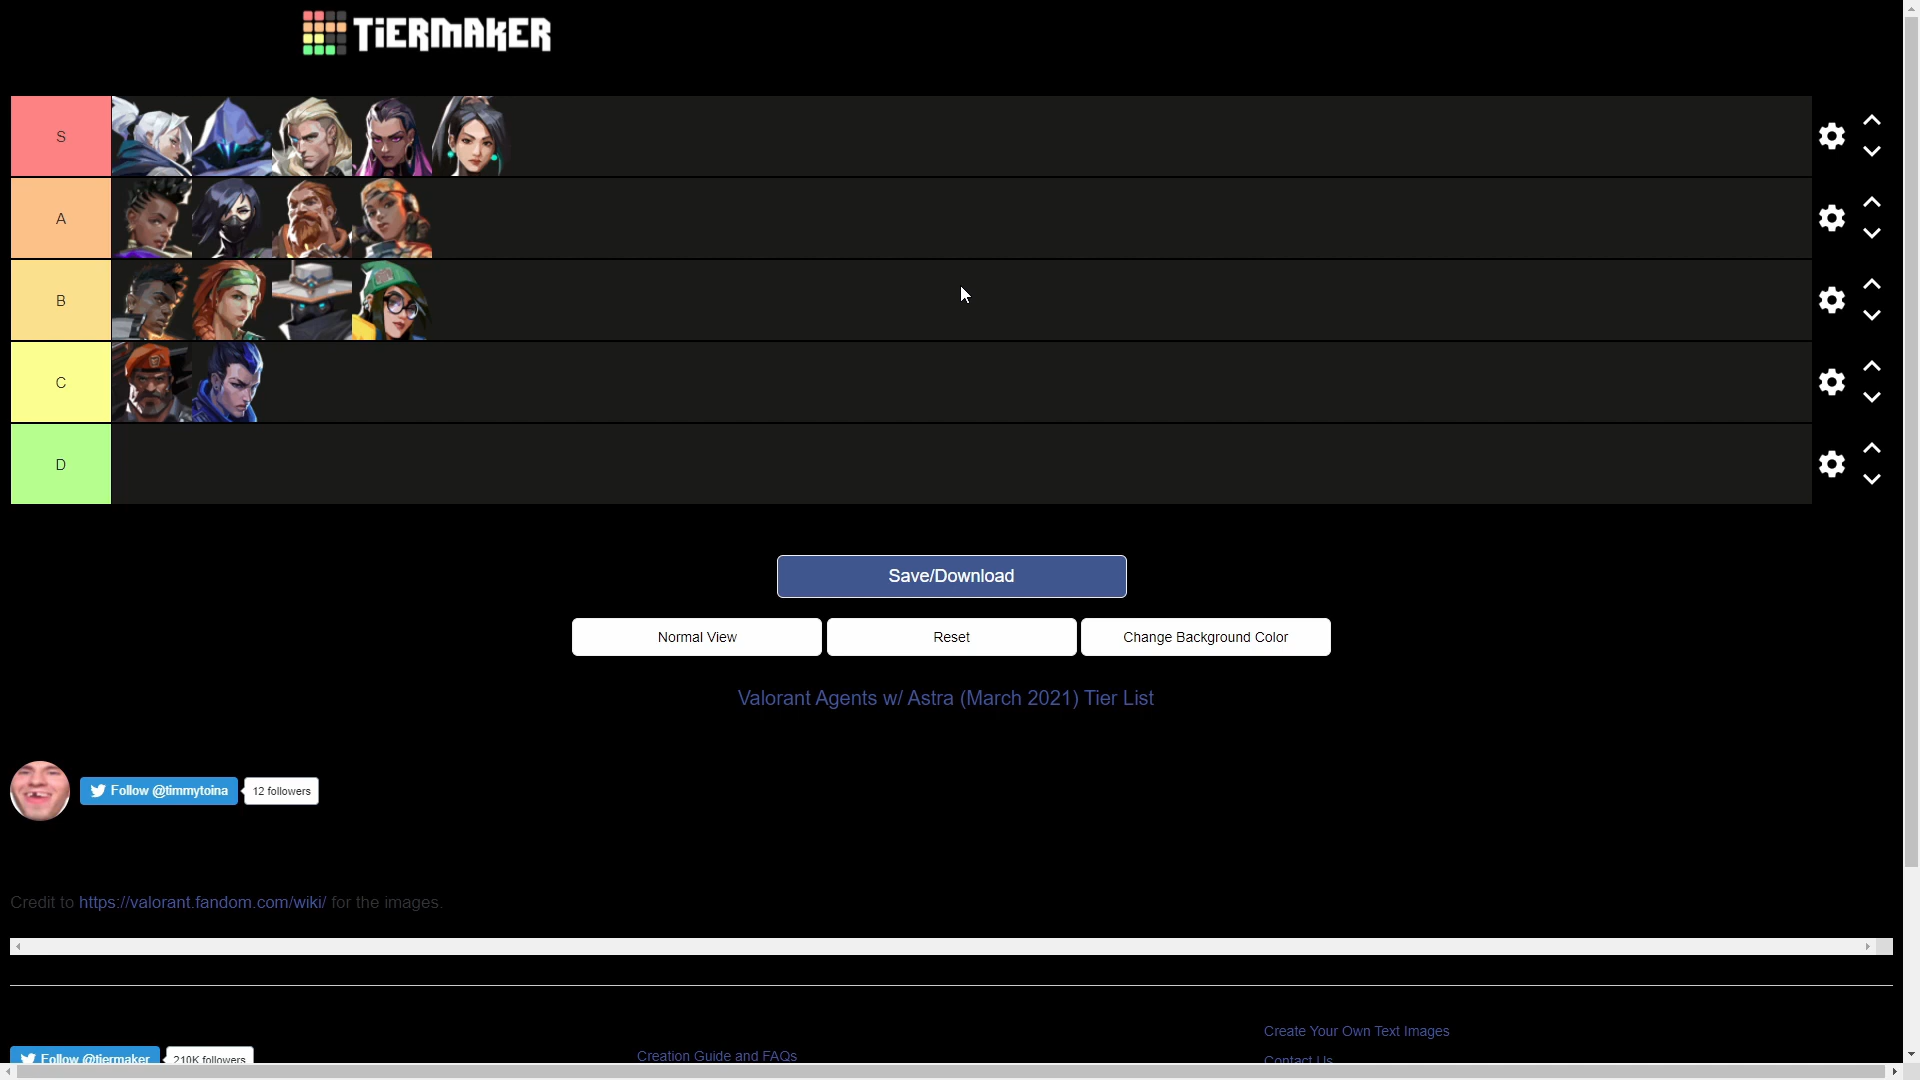 TiERMAKER
S
A
B
C
D
Save/Download
Normal View
Reset
Change Background Color
Valorant Agents w/ Astra (March 2021) Tier List
Follow @timmytoina
12 followers
Credit to https://valorant.fandom.com/wiki/ for the images.
Create Your Own Text Images
Follow @tiermaker
210K followers
Creation Guide and FAQs
Contact Us